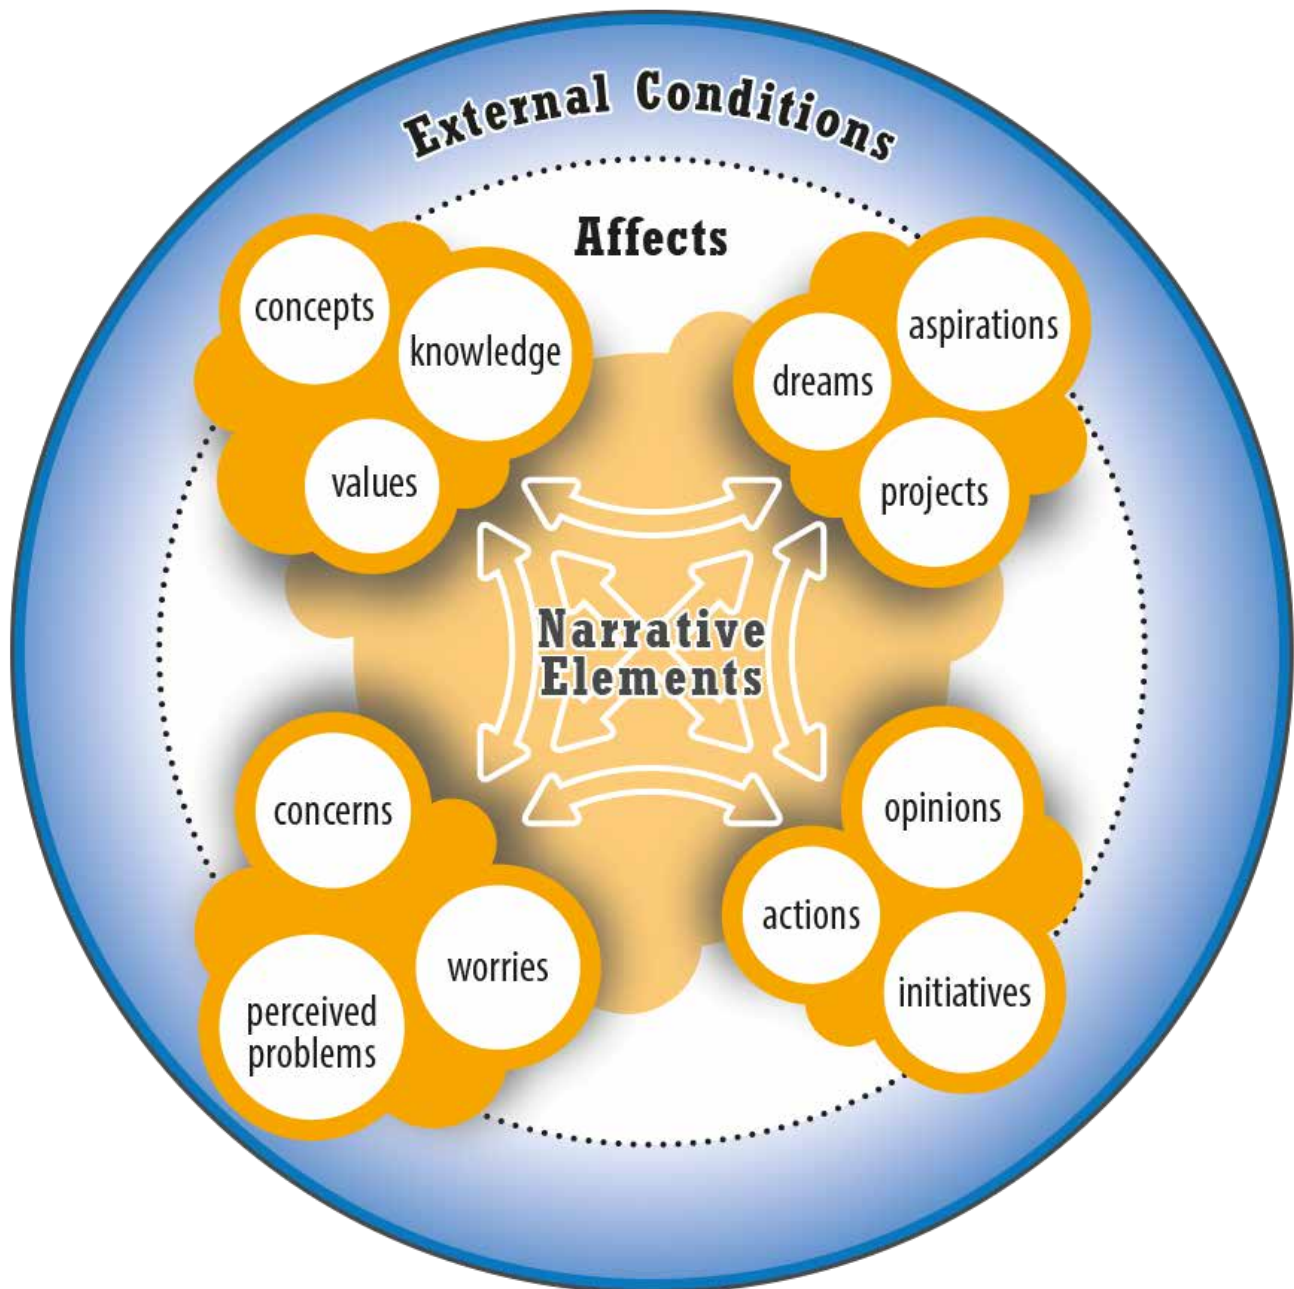 External Conditions
Affects
concepts
knowledge
values
dreams
aspirations
projects
Narrative
Elements
concerns
worries
perceived
problems
opinions
actions
initiatives